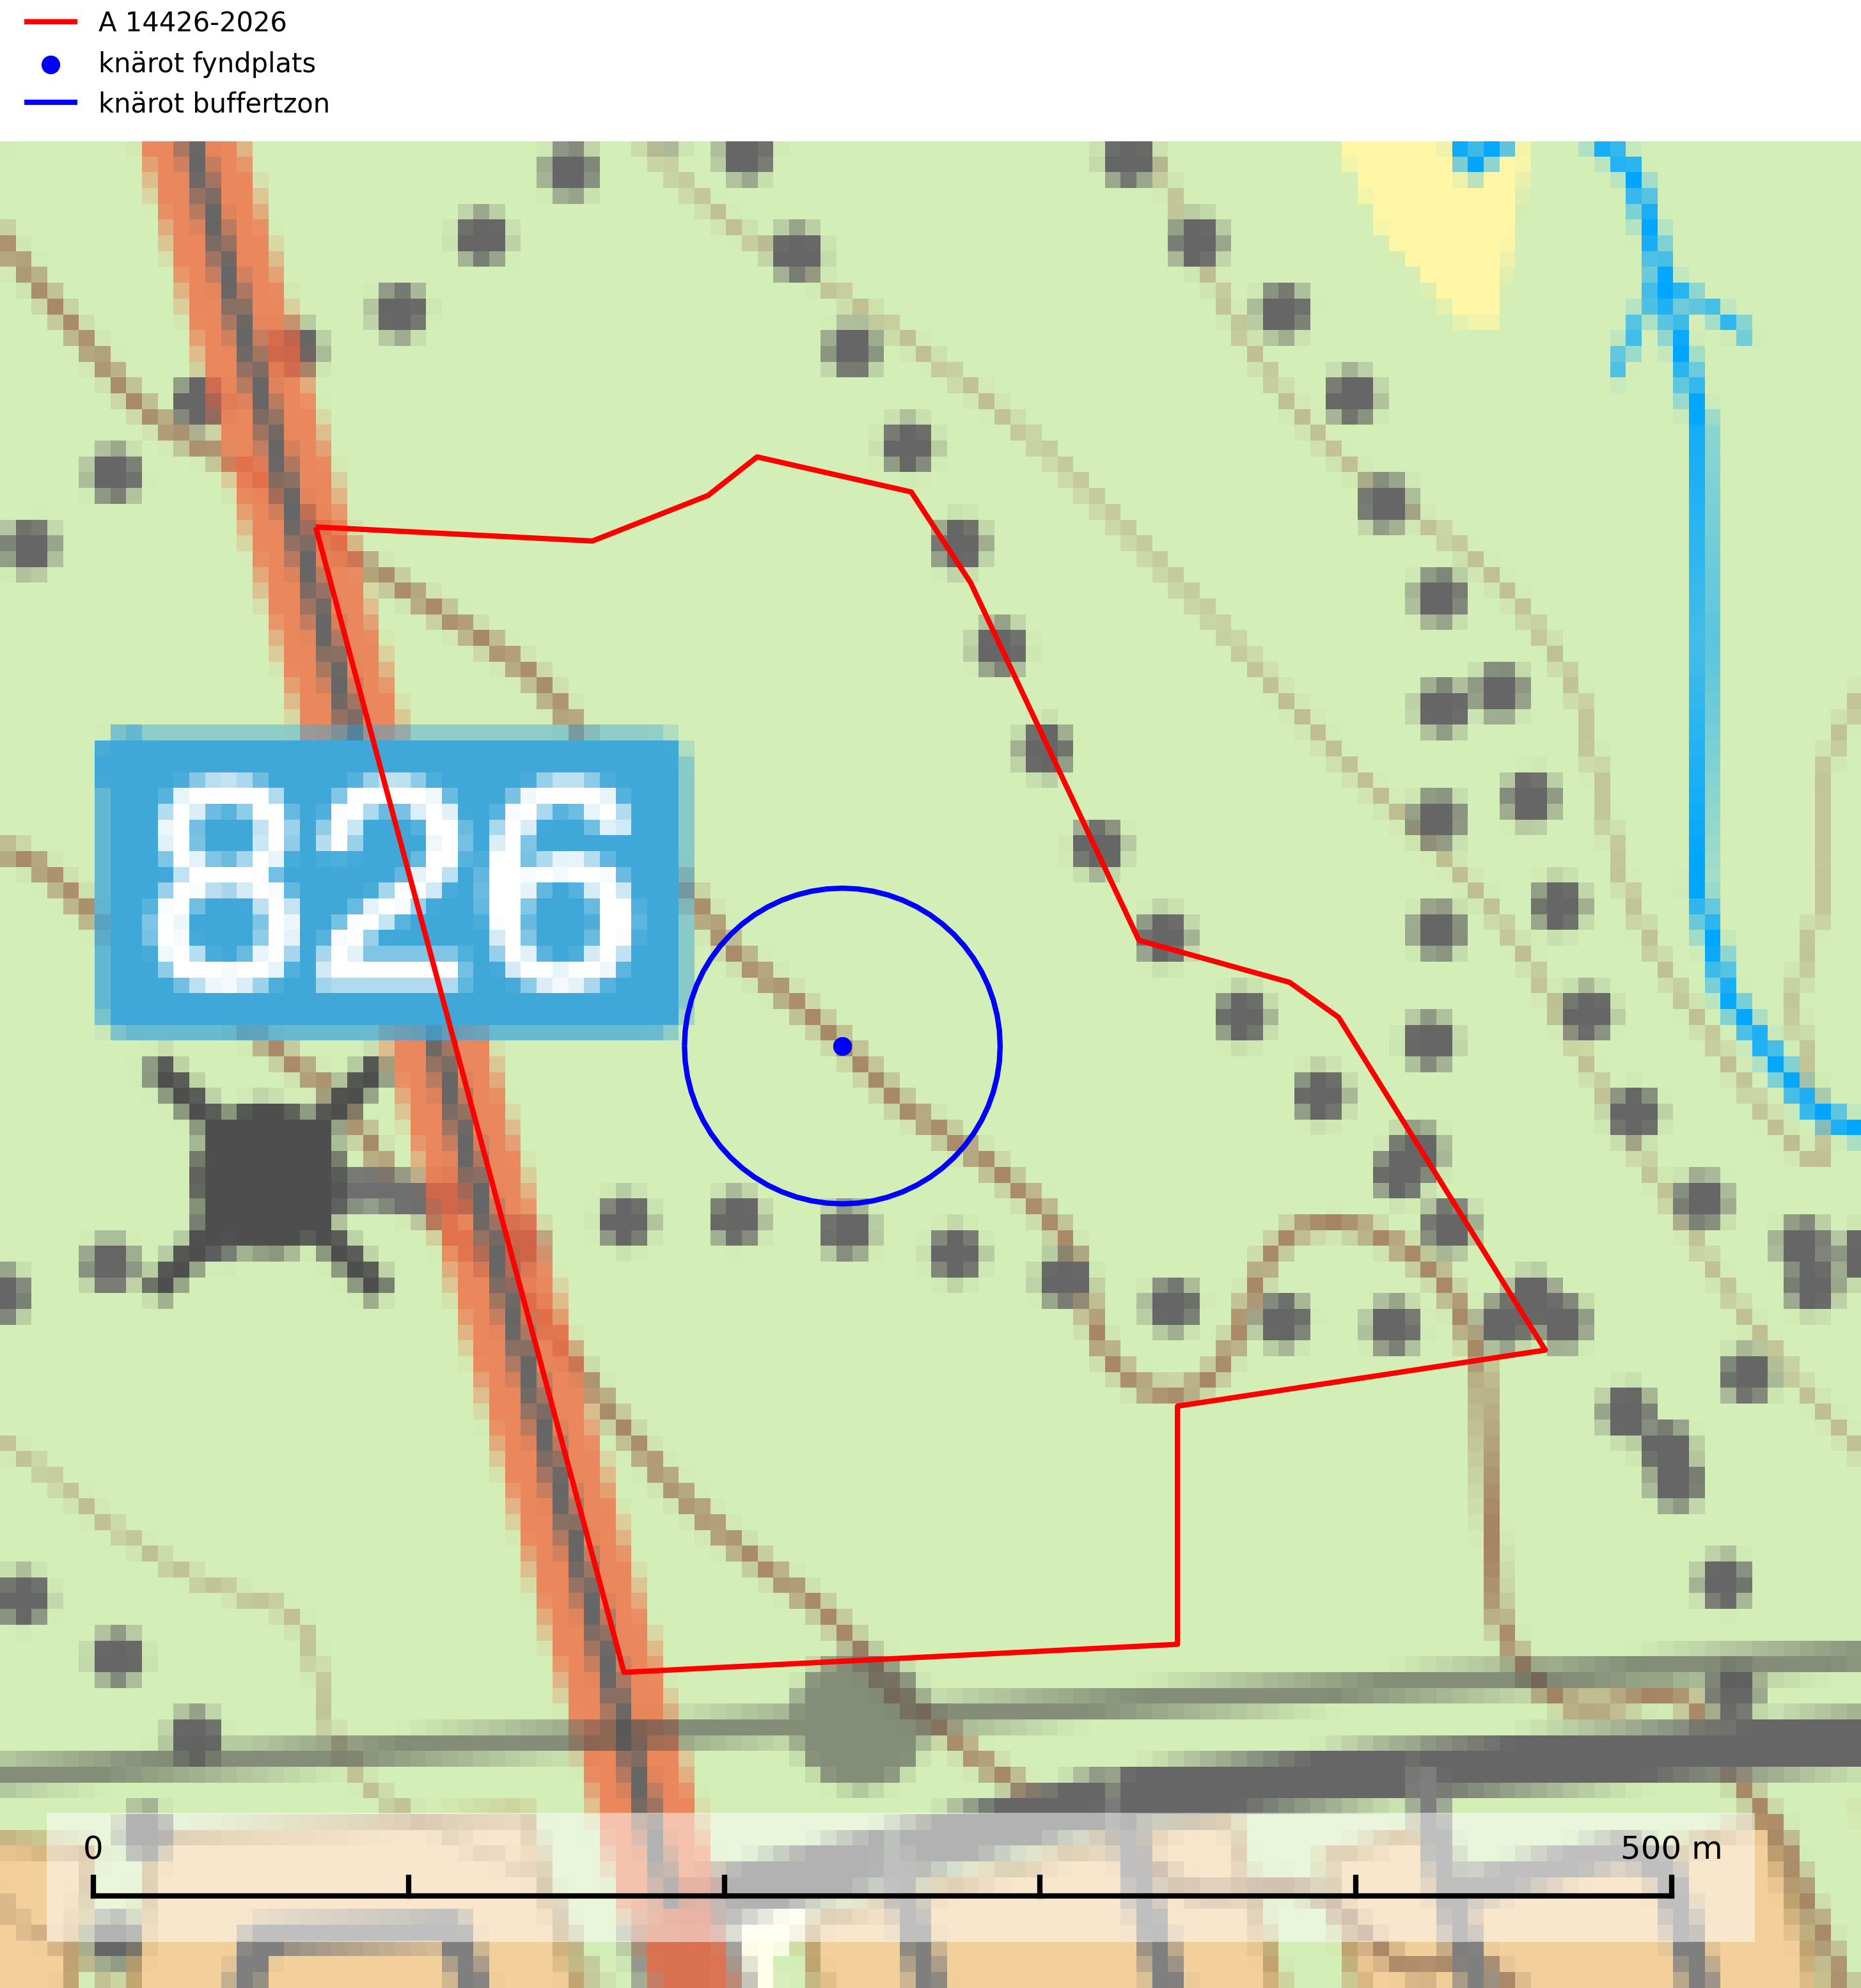 A 14426-2026
knärot fyndplats
knärot buffertzon
826
0 500 m